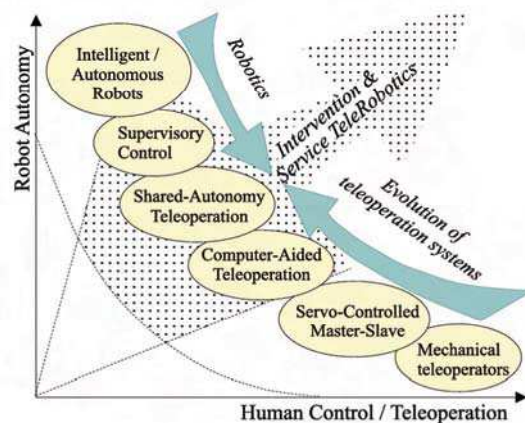 Intelligent /
Autonomous
Robots
Robotics
Intervention &
Service TeleRobotics
Supervisory
Control
Shared-Autonomy
Teleoperation
Evolution of
teleoperation systems
Computer-Aided
Teleoperation
Servo-Controlled
Master-Slave
Mechanical
teleoperators
Robot Autonomy
Human Control / Teleoperation